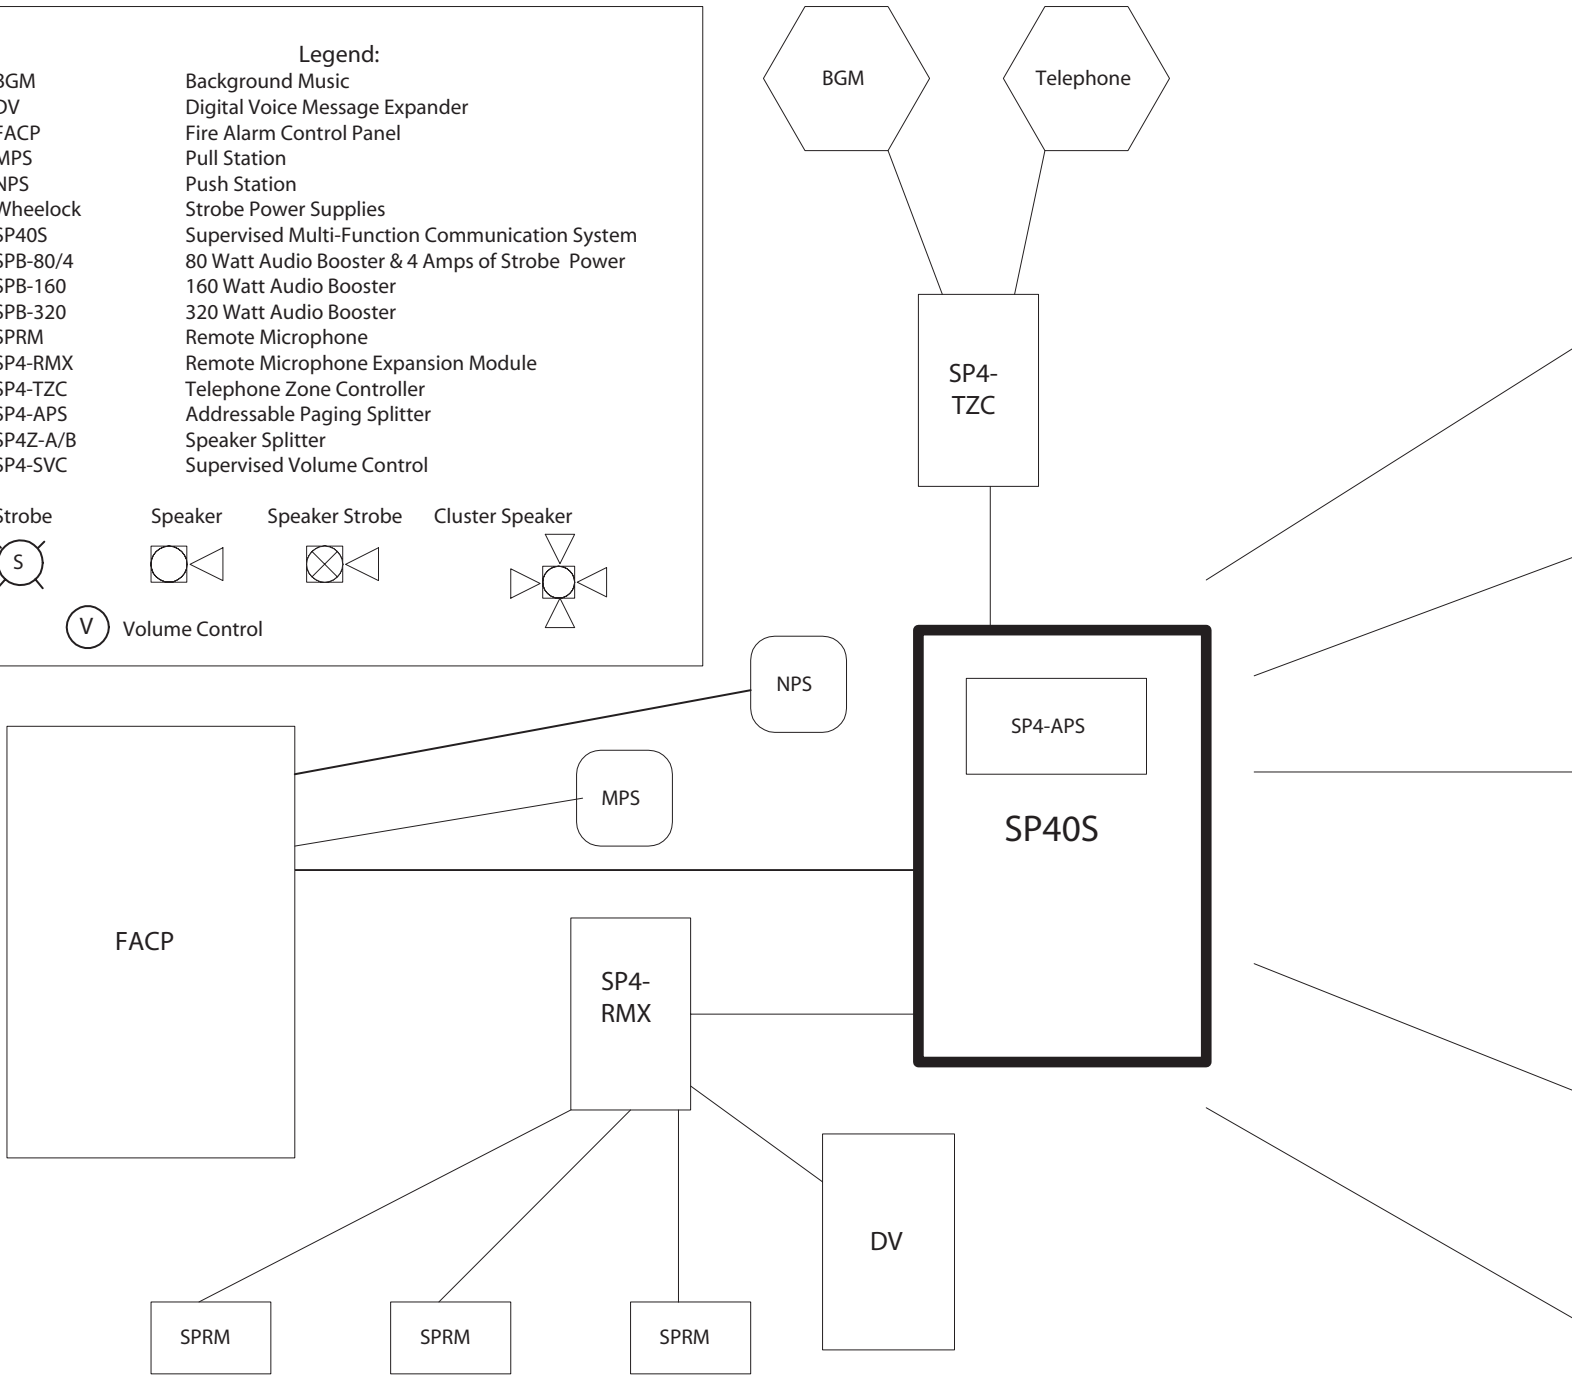 Legend:
BGM Background Music
DV Digital Voice Message Expander
FACP Fire Alarm Control Panel
MPS Pull Station
NPS Push Station
Wheelock Strobe Power Supplies
SP40S Supervised Multi-Function Communication System
SPB-80/4 80 Watt Audio Booster & 4 Amps of Strobe Power
SPB-160 160 Watt Audio Booster
SPB-320 320 Watt Audio Booster
SPRM Remote Microphone
SP4-RMX Remote Microphone Expansion Module
SP4-TZC Telephone Zone Controller
SP4-APS Addressable Paging Splitter
SP4Z-A/B Speaker Splitter
SP4-SVC Supervised Volume Control
Strobe Speaker Speaker Strobe Cluster Speaker
S
V Volume Control
BGM
Telephone
SP4-
TZC
NPS
MPS
SP4-APS
SP40S
FACP
SP4-
RMX
DV
SPRM
SPRM
SPRM